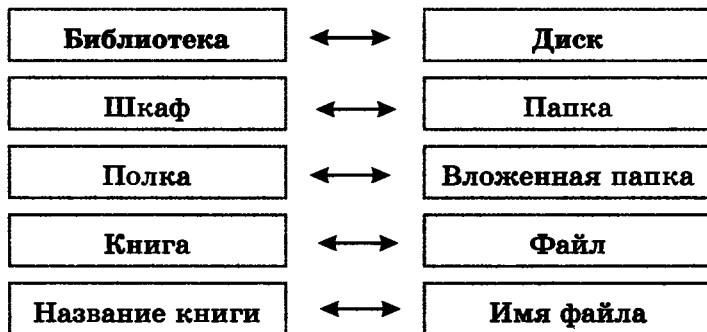 Библиотека Диск
Шкаф Папка
Полка Вложенная папка
Книга Файл
Название книги Имя файла